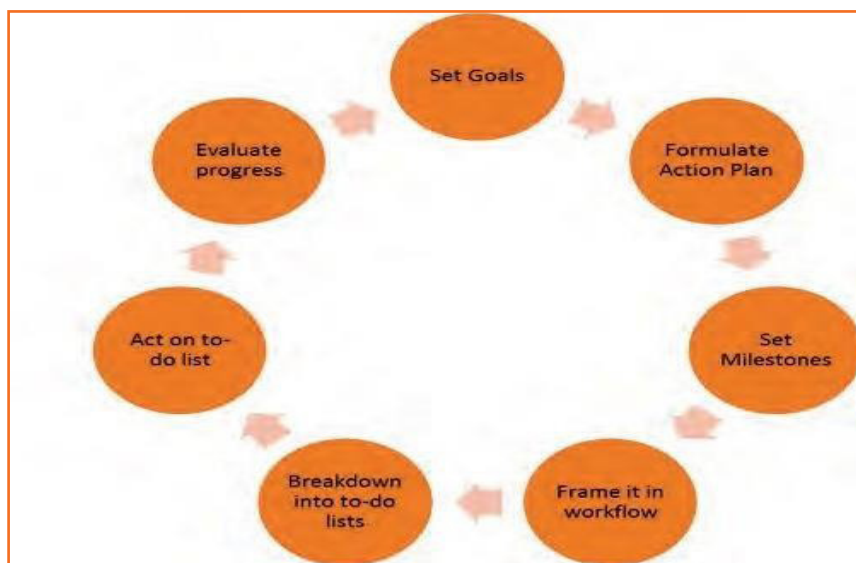 Set Goals
Formulate
Action Plan
Set
Milestones
Frame it in
workflow
Breakdown
into to-do
lists
Act on to-
do list
Evaluate
progress